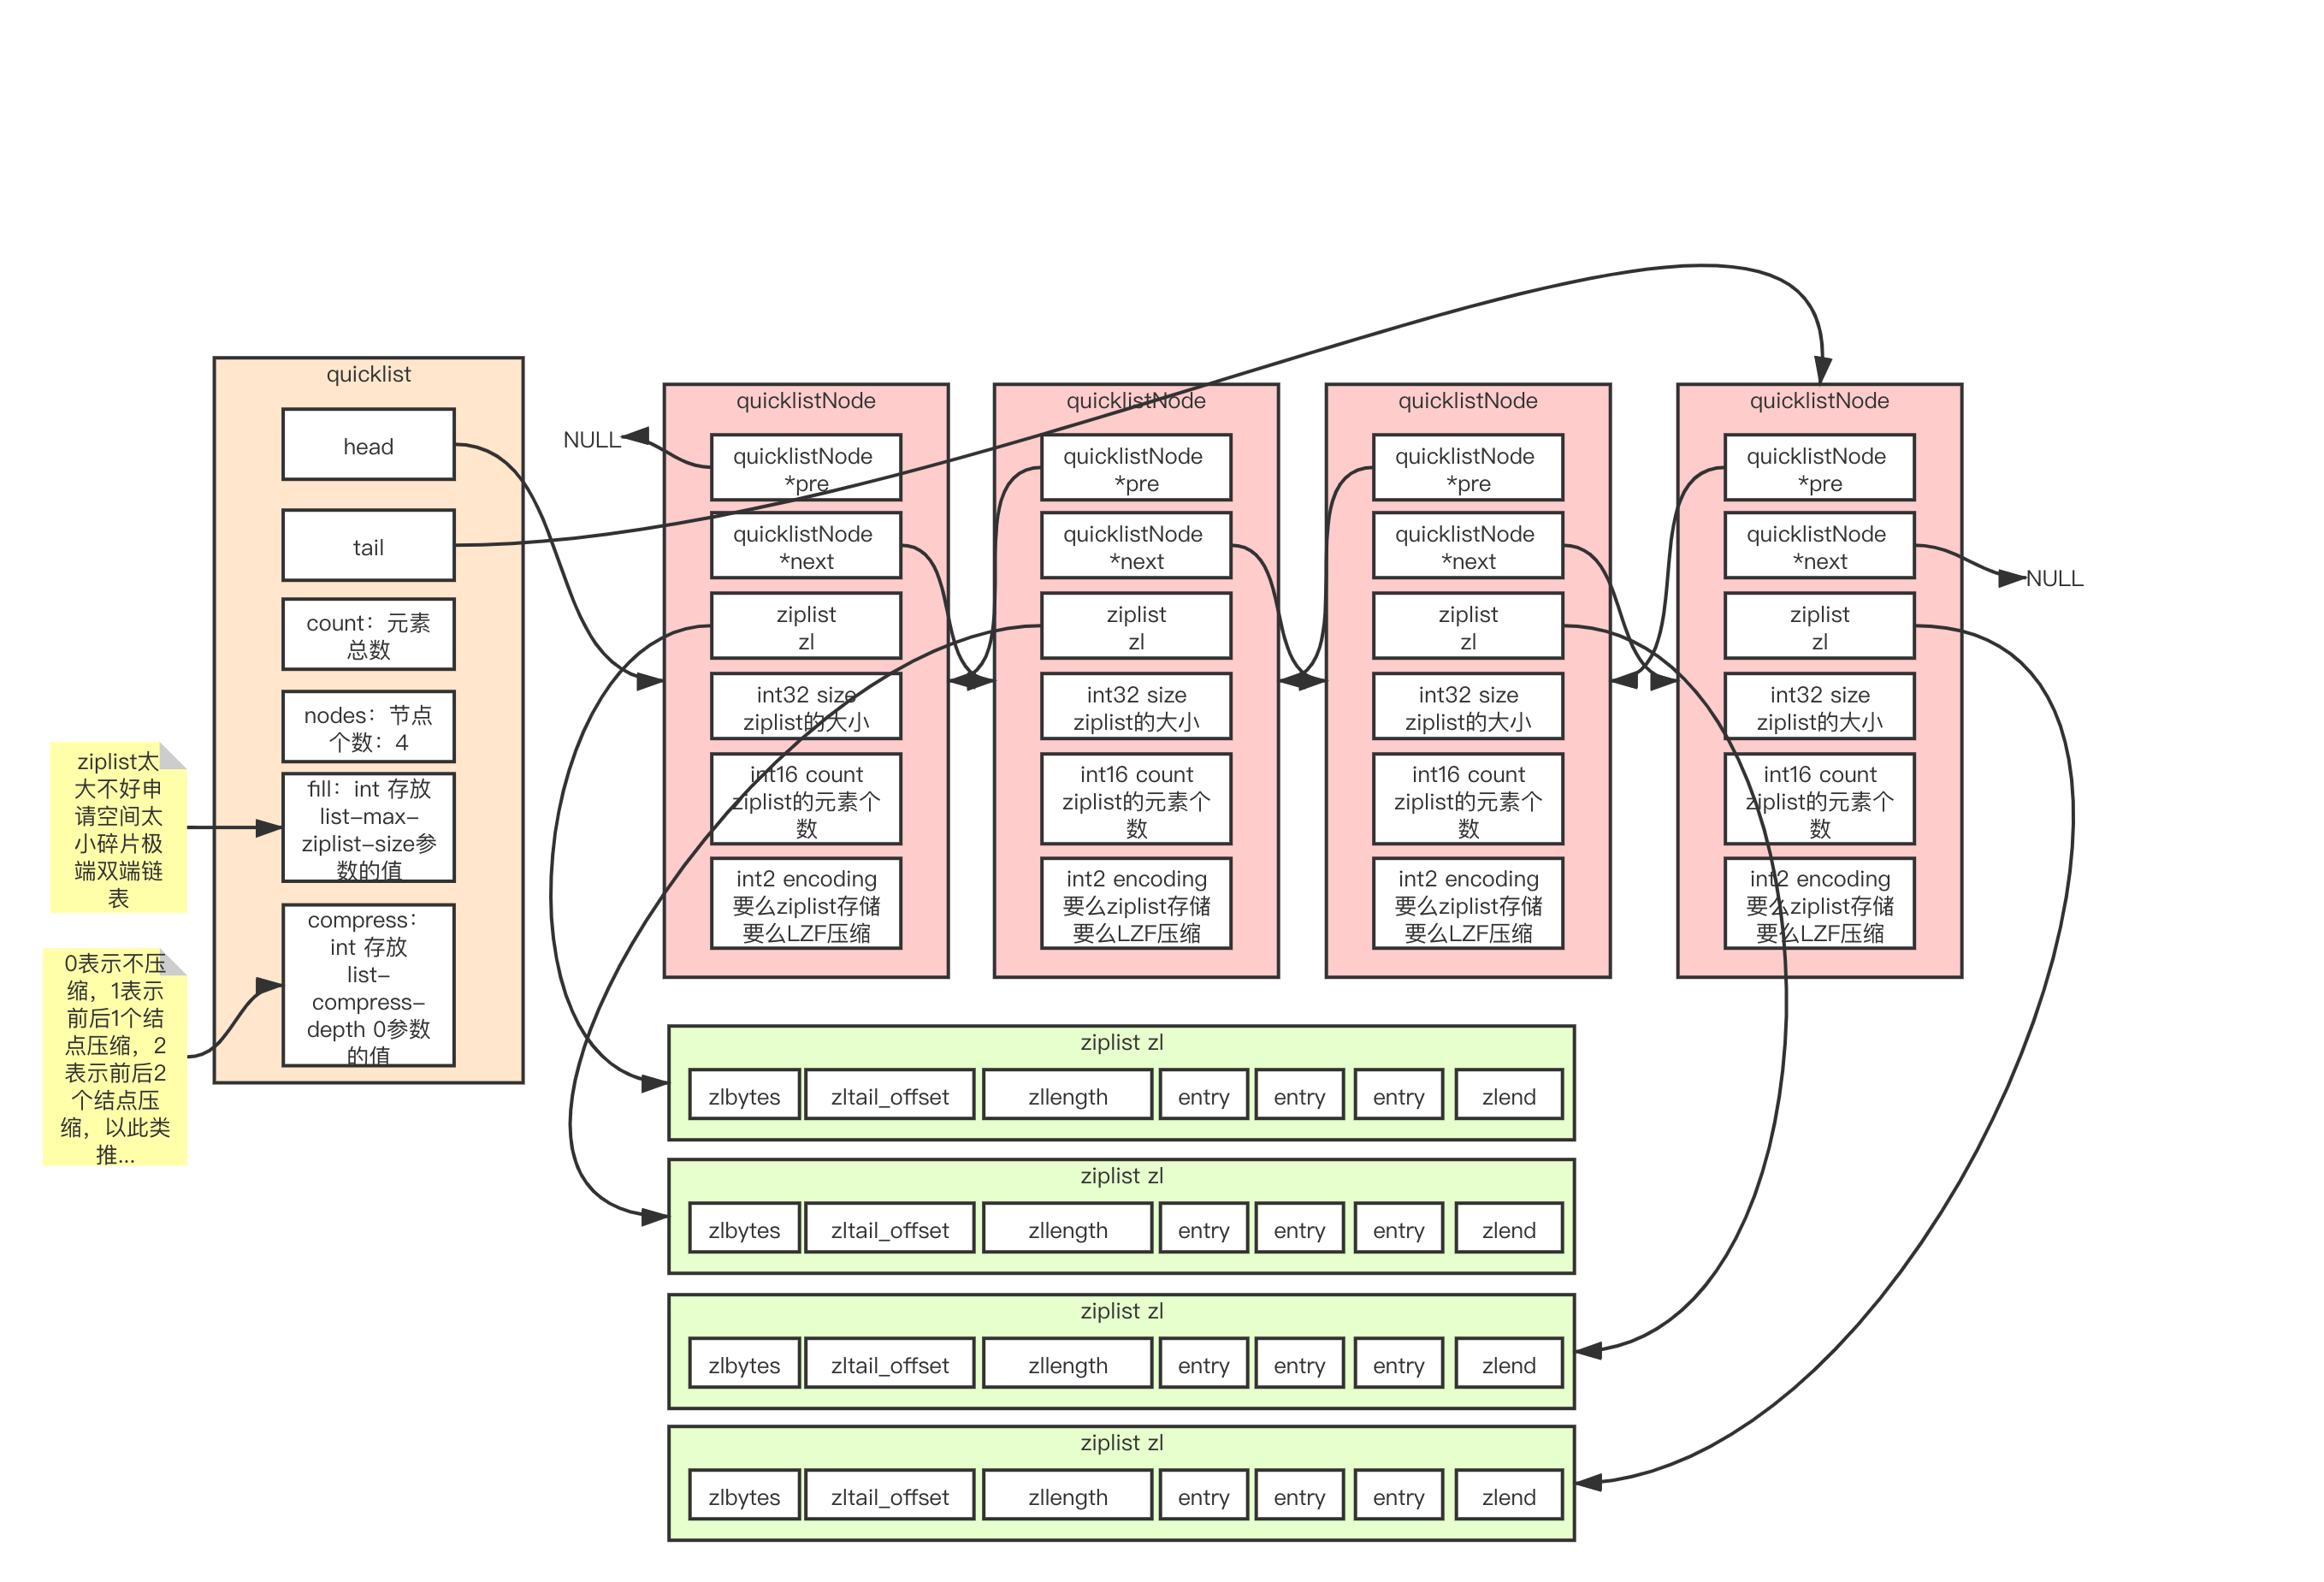 quicklist
head
tail
count：元素
总数
nodes：节点
个数：4
fill：int 存放
list-max-
ziplist-size参
数的值
compress：
int 存放
list-
compress-
depth 0参数
的值
ziplist太
大不好申
请空间太
小碎片极
端双端链
表
0表示不压
缩，1表示
前后1个结
点压缩，2
表示前后2
个结点压
缩，以此类
推...
NULL
quicklistNode
quicklistNode
*pre
quicklistNode
*next
ziplist
zl
int32 size
ziplist的大小
int16 count
ziplist的元素个
数
int2 encoding
要么ziplist存储
要么LZF压缩
quicklistNode
quicklistNode
*pre
quicklistNode
*next
ziplist
zl
int32 size
ziplist的大小
int16 count
ziplist的元素个
数
int2 encoding
要么ziplist存储
要么LZF压缩
quicklistNode
quicklistNode
*pre
quicklistNode
*next
ziplist
zl
int32 size
ziplist的大小
int16 count
ziplist的元素个
数
int2 encoding
要么ziplist存储
要么LZF压缩
quicklistNode
quicklistNode
*pre
quicklistNode
*next
ziplist
zl
int32 size
ziplist的大小
int16 count
ziplist的元素个
数
int2 encoding
要么ziplist存储
要么LZF压缩
NULL
ziplist zl
zlbytes zltail_offset zllength entry entry entry zlend
ziplist zl
zlbytes zltail_offset zllength entry entry entry zlend
ziplist zl
zlbytes zltail_offset zllength entry entry entry zlend
ziplist zl
zlbytes zltail_offset zllength entry entry entry zlend